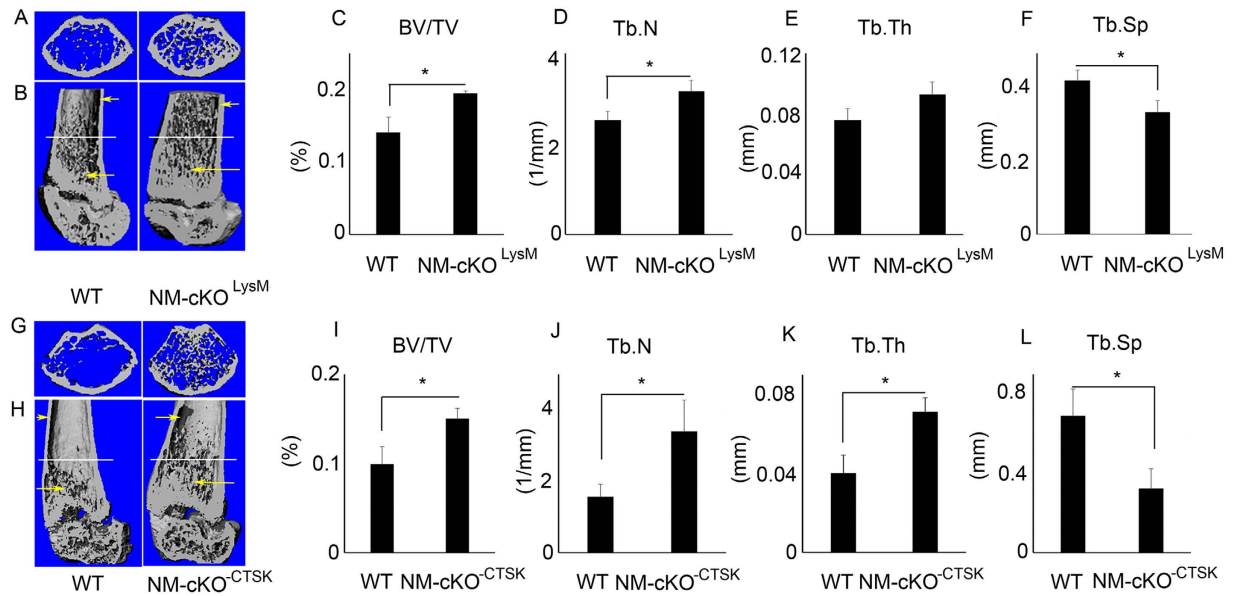 A
B
WT NM-cKO LysM
C
BV/TV
(%)
0.2
0.1
0
*
WT NM-cKO LysM
D
Tb.N
(1/mm)
4
2
0
*
WT NM-cKO LysM
E
Tb.Th
(mm)
0.12
0.08
0.04
0
WT NM-cKO LysM
F
Tb.Sp
(mm)
0.4
0.2
0
*
WT NM-cKO LysM
G
H
WT NM-cKO-CTSK
I
BV/TV
(%)
0.2
0.1
0
*
WT NM-cKO-CTSK
J
Tb.N
(1/mm)
4
2
0
*
WT NM-cKO-CTSK
K
Tb.Th
(mm)
0.08
0.04
0
*
WT NM-cKO-CTSK
L
Tb.Sp
(mm)
0.8
0.4
0
*
WT NM-cKO-CTSK